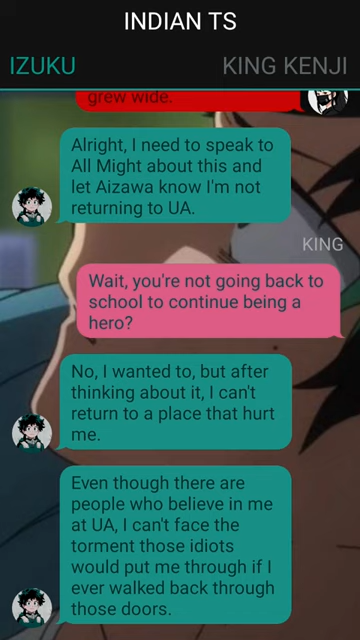 INDIAN TS
IZUKU
KING KENJI
grew wide.
Alright, I need to speak to
All Might about this and
let Aizawa know I'm not
returning to UA.
KING
Wait, you're not going back to
school to continue being a
hero?
No, I wanted to, but after
thinking about it, I can't
return to a place that hurt
me.
Even though there are
people who believe in me
at UA, I can't face the
torment those idiots
would put me through if I
ever walked back through
those doors.